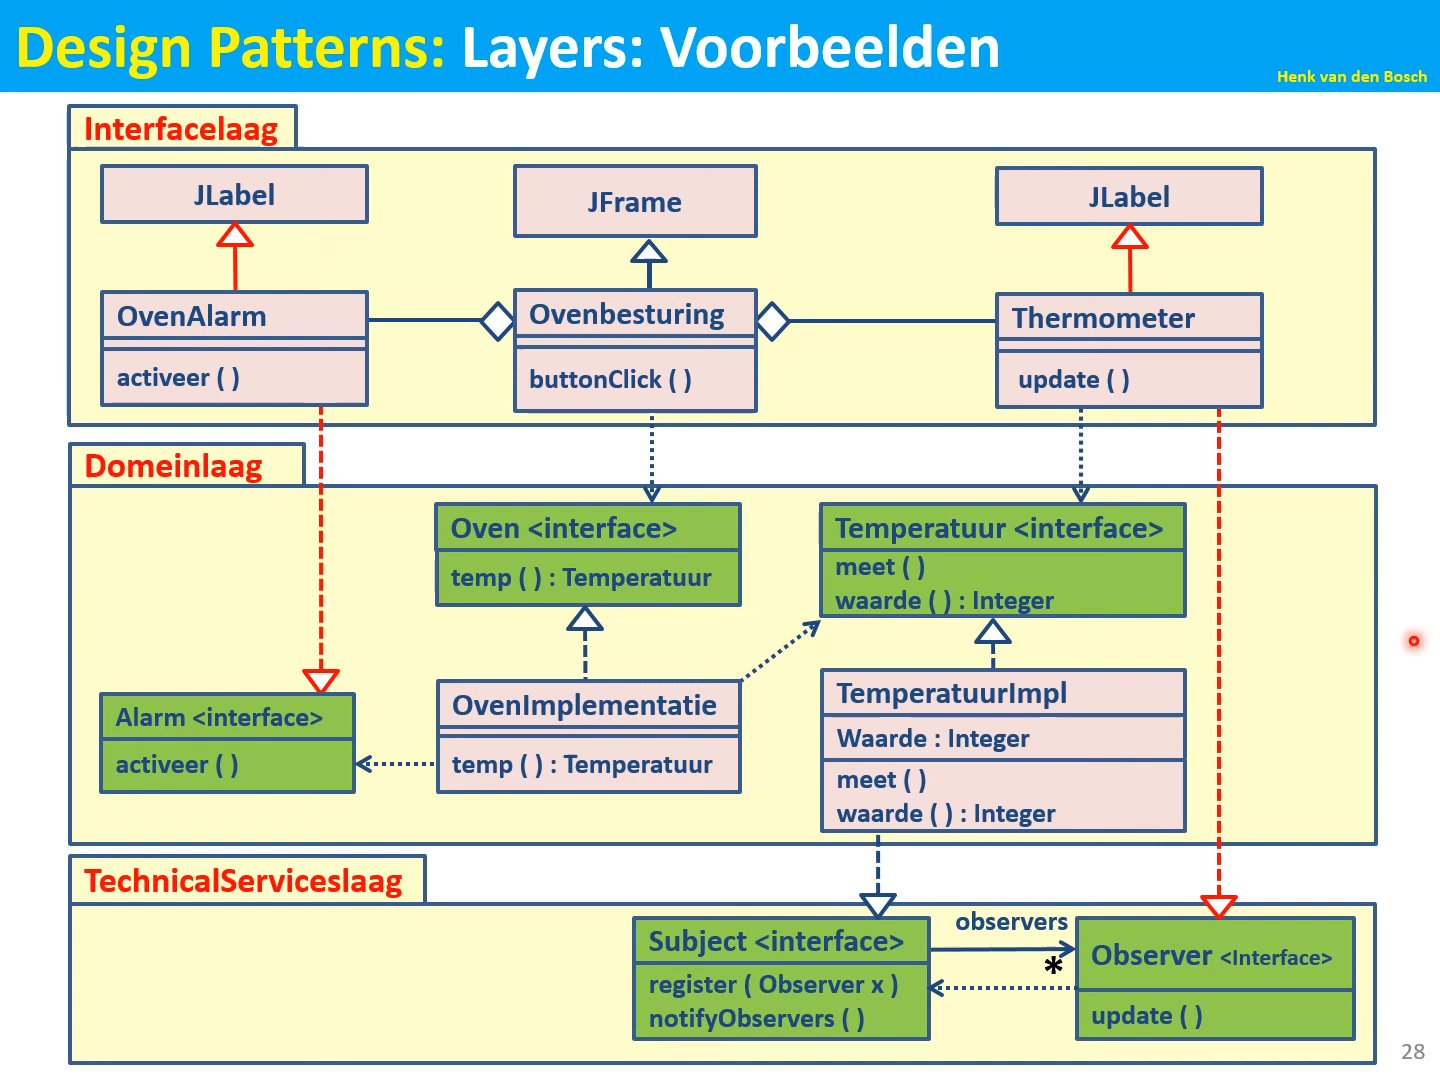 Design Patterns: Layers: Voorbeelden
Henk van den Bosch
Interfacelaag
JLabel
JFrame
JLabel
OvenAlarm
activeer ( )
Ovenbesturing
buttonClick ( )
Thermometer
update ( )
Domeinlaag
Oven <interface>
temp ( ) : Temperatuur
Temperatuur <interface>
meet ( )
waarde ( ) : Integer
Alarm <interface>
activeer ( )
OvenImplementatie
temp ( ) : Temperatuur
TemperatuurImpl
Waarde : Integer
meet ( )
waarde ( ) : Integer
TechnicalServiceslaag
Subject <interface>
register ( Observer x )
notifyObservers ( )
observers
*
Observer <Interface>
update ( )
28